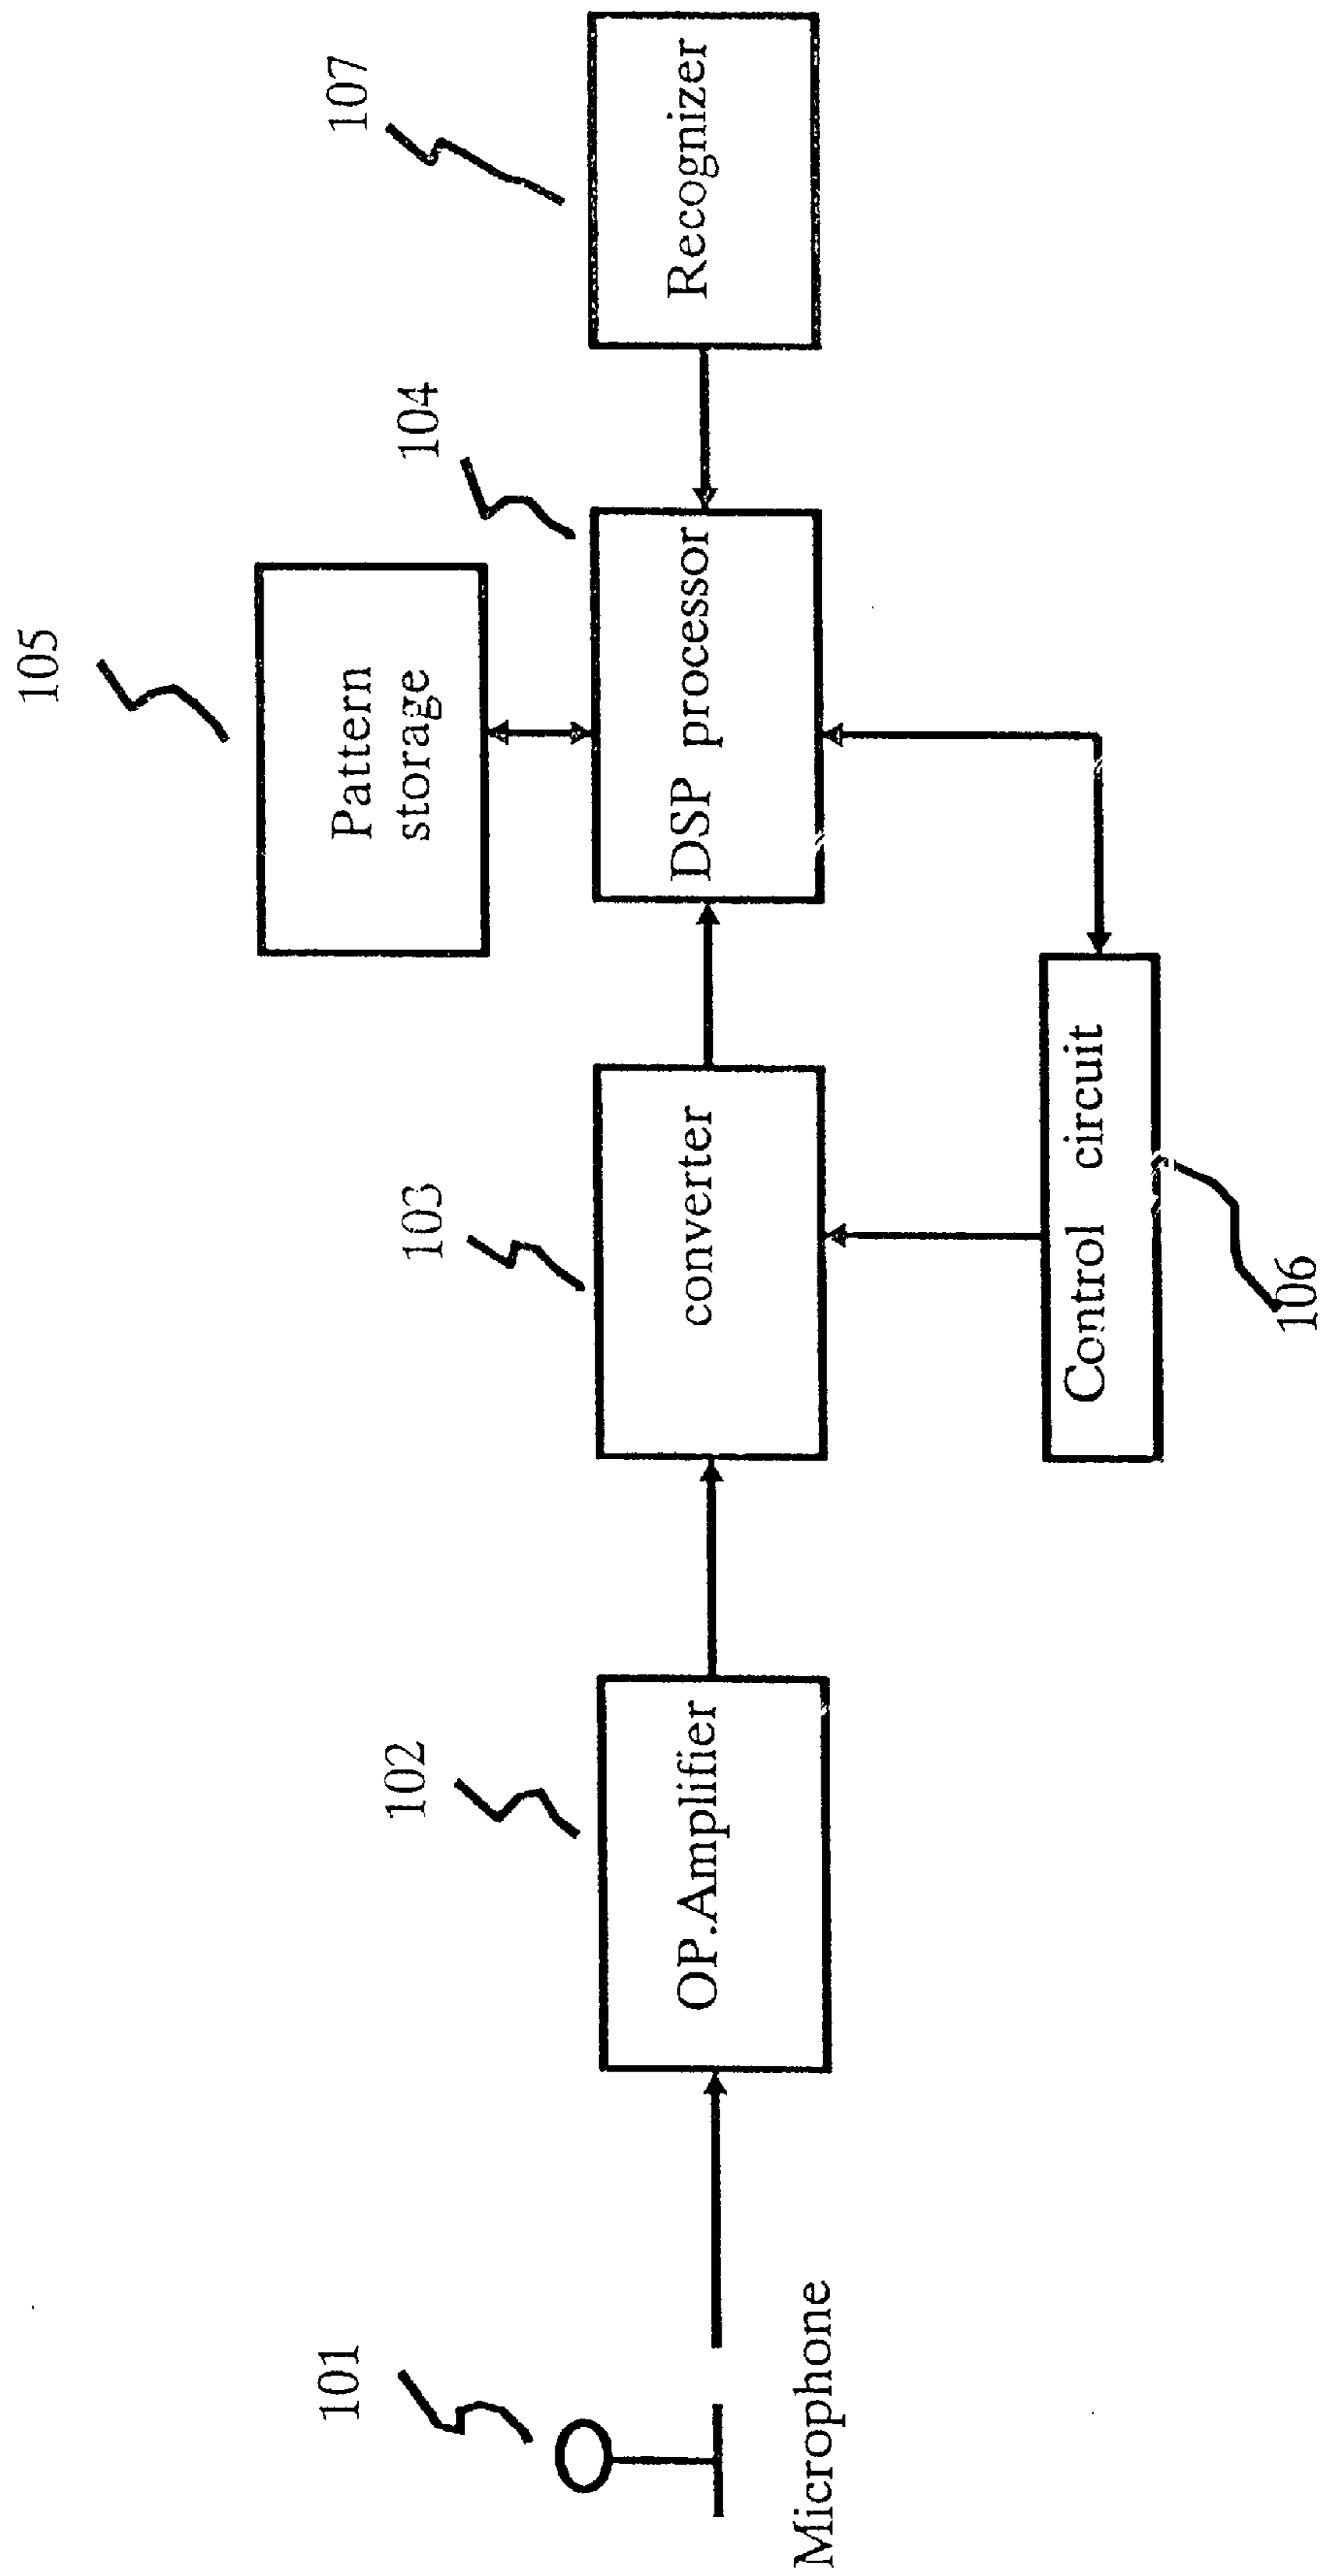 105
Pattern
storage
101
102
103
104
107
OP.Amplifier
converter
DSP processor
Recognizer
Microphone
Control circuit
106